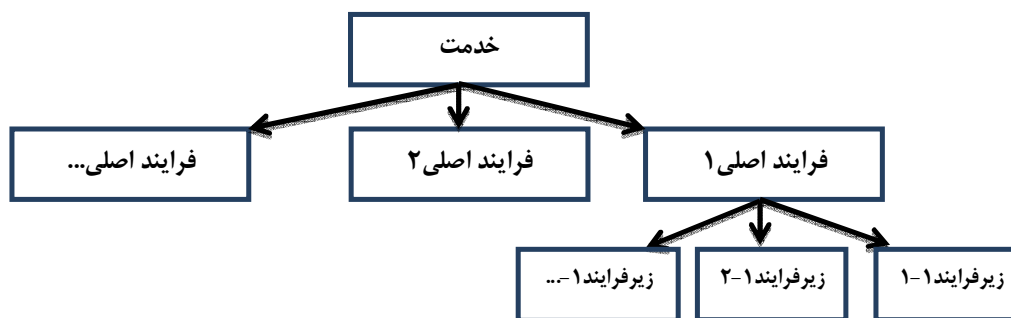 خدمت
فرایند اصلی۱
فرایند اصلی۲
فرایند اصلی...
زیرفرایند۱-۱
زیرفرایند۱-۲
زیرفرایند۱-...